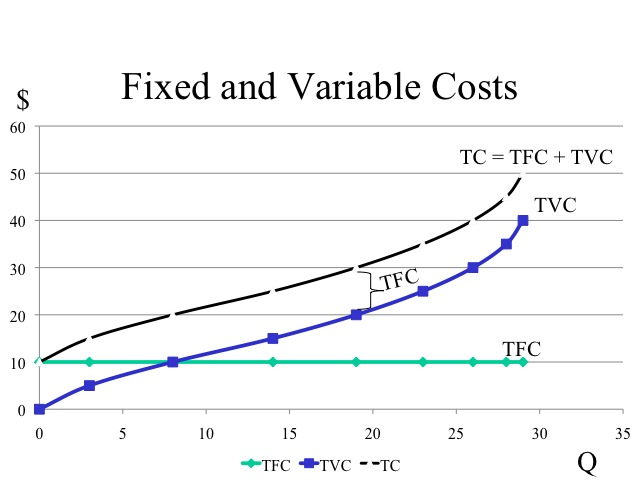 Fixed and Variable Costs
$
60
TC = TFC + TVC
50
TVC
40
30
TFC
20
TFC
10
0
0 5 10 15 20 25 30 35
TFC TVC TC
Q